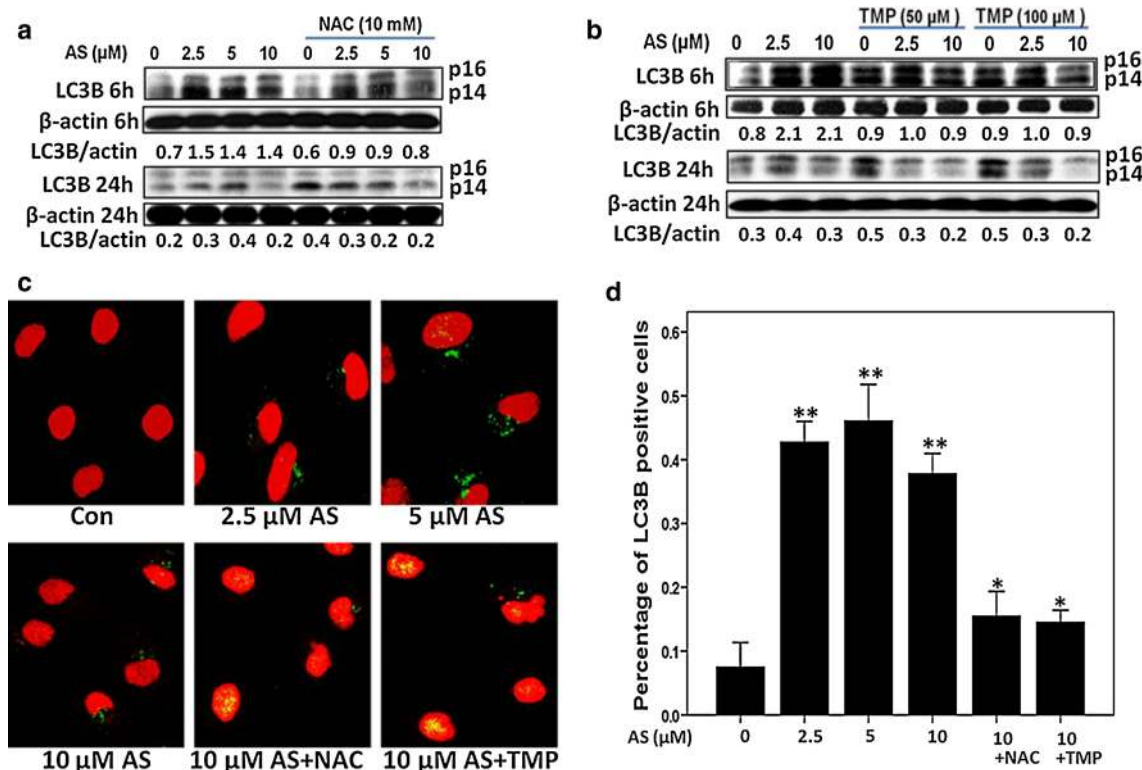 a
NAC (10 mM)
AS (μM) 0 2.5 5 10 0 2.5 5 10
LC3B 6h p16
p14
β-actin 6h
LC3B/actin 0.7 1.5 1.4 1.4 0.6 0.9 0.9 0.8
LC3B 24h p16
p14
β-actin 24h
LC3B/actin 0.2 0.3 0.4 0.2 0.4 0.3 0.2 0.2
b
TMP (50 μM) TMP (100 μM)
AS (μM) 0 2.5 10 0 2.5 10 0 2.5 10
LC3B 6h p16
p14
β-actin 6h
LC3B/actin 0.8 2.1 2.1 0.9 1.0 0.9 0.9 1.0 0.9
LC3B 24h p16
p14
β-actin 24h
LC3B/actin 0.3 0.4 0.3 0.5 0.3 0.2 0.5 0.3 0.2
c
Con 2.5 μM AS 5 μM AS
10 μM AS 10 μM AS+NAC 10 μM AS+TMP
d
Percentage of LC3B positive cells
0.6
0.5
0.4
0.3
0.2
0.1
0.0
** ** ** * *
AS (μM) 0 2.5 5 10 10 10
+NAC +TMP